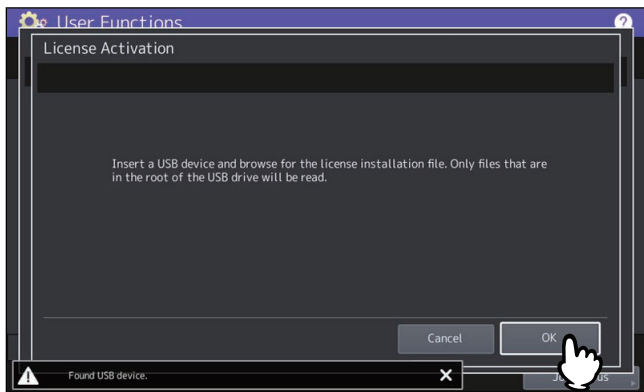 User Functions
?
License Activation
Insert a USB device and browse for the license installation file. Only files that are
in the root of the USB drive will be read.
Cancel
OK
Found USB device.